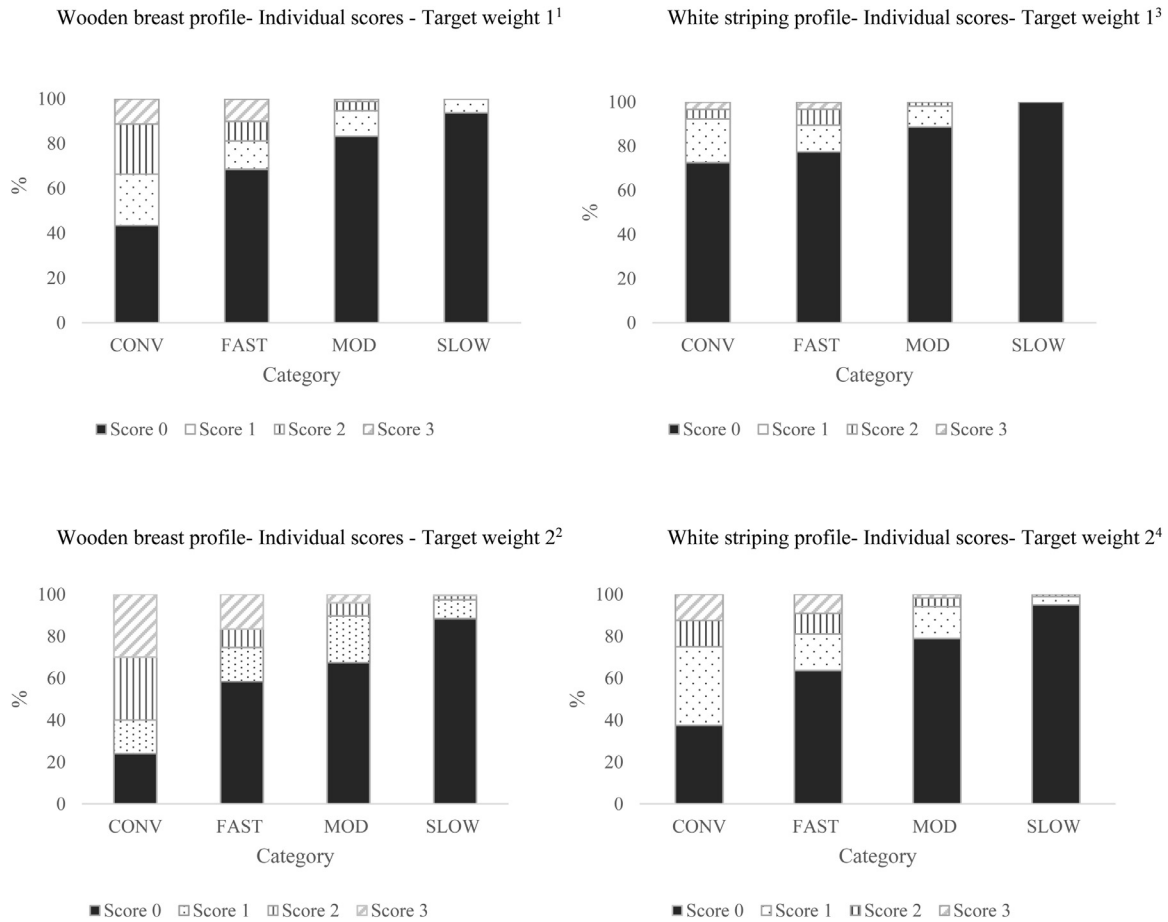 Wooden breast profile- Individual scores - Target weight 1¹
100
80
60
40
20
0
%
CONV FAST MOD SLOW
Category
Score 0 Score 1 Score 2 Score 3
White striping profile- Individual scores- Target weight 1³
100
80
60
40
20
0
%
CONV FAST MOD SLOW
Category
Score 0 Score 1 Score 2 Score 3
Wooden breast profile- Individual scores - Target weight 2²
100
80
60
40
20
0
%
CONV FAST MOD SLOW
Category
Score 0 Score 1 Score 2 Score 3
White striping profile- Individual scores- Target weight 2⁴
100
80
60
40
20
0
%
CONV FAST MOD SLOW
Category
Score 0 Score 1 Score 2 Score 3